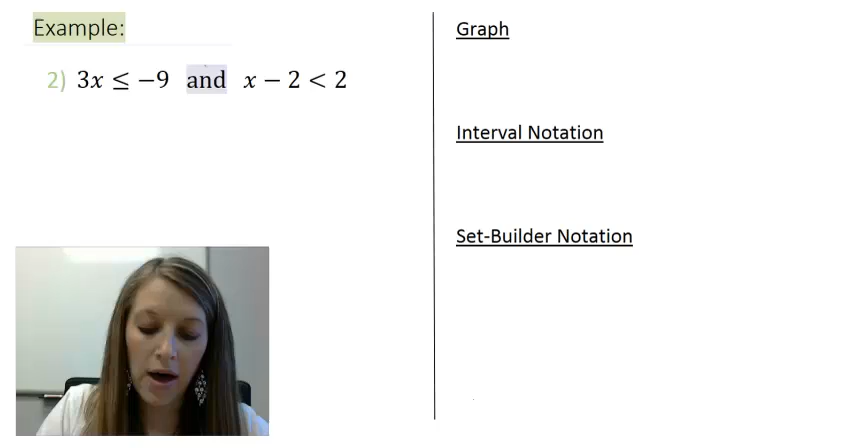 Example:
2) 3x ≤ −9 and x − 2 < 2
Graph
Interval Notation
Set-Builder Notation